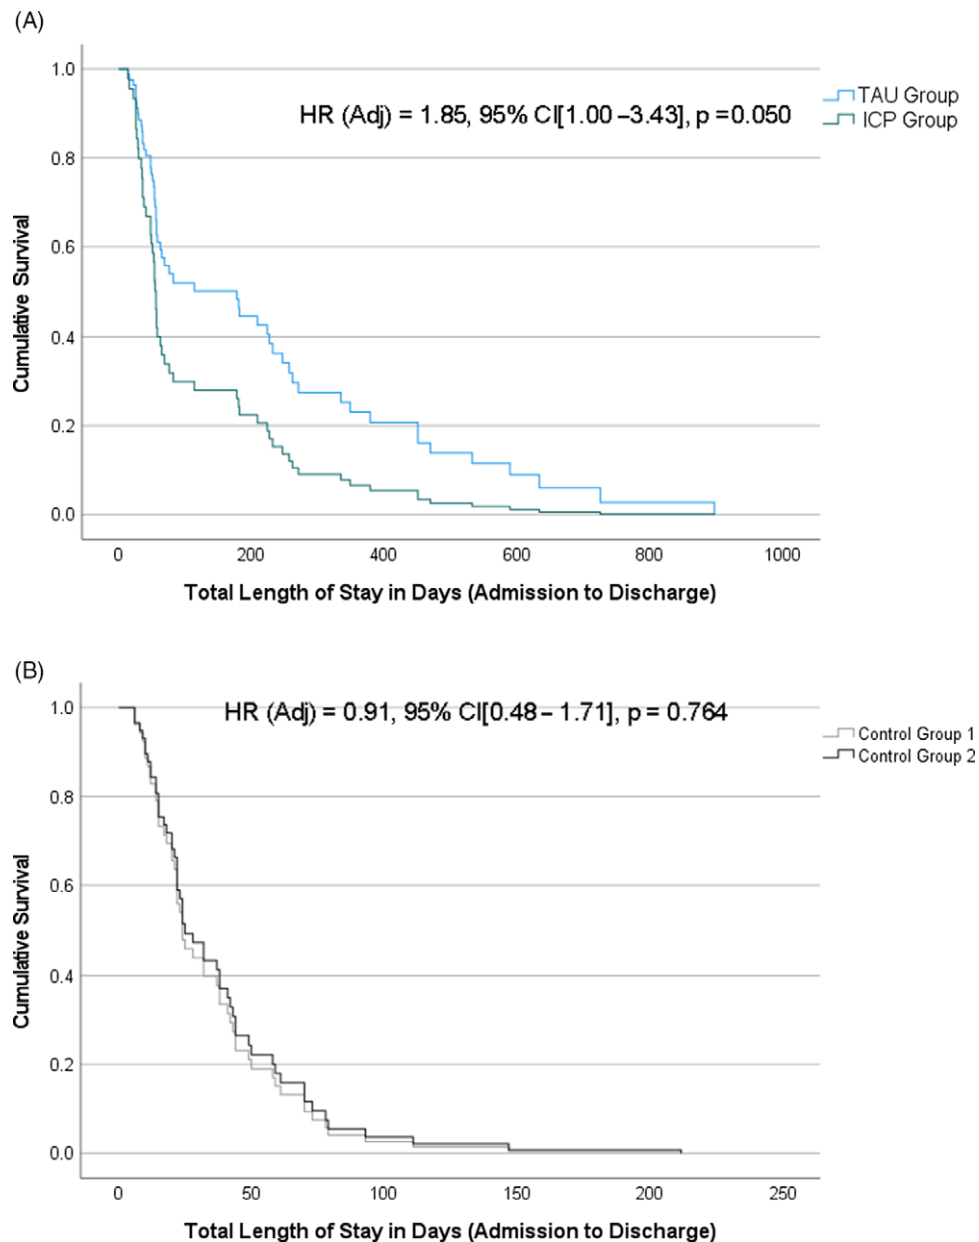 (A)
HR (Adj) = 1.85, 95% CI[1.00 –3.43], p =0.050
TAU Group
ICP Group
Cumulative Survival
1.0
0.8
0.6
0.4
0.2
0.0
0 200 400 600 800 1000
Total Length of Stay in Days (Admission to Discharge)
(B)
HR (Adj) = 0.91, 95% CI[0.48 – 1.71], p = 0.764
Control Group 1
Control Group 2
Cumulative Survival
1.0
0.8
0.6
0.4
0.2
0.0
0 50 100 150 200 250
Total Length of Stay in Days (Admission to Discharge)